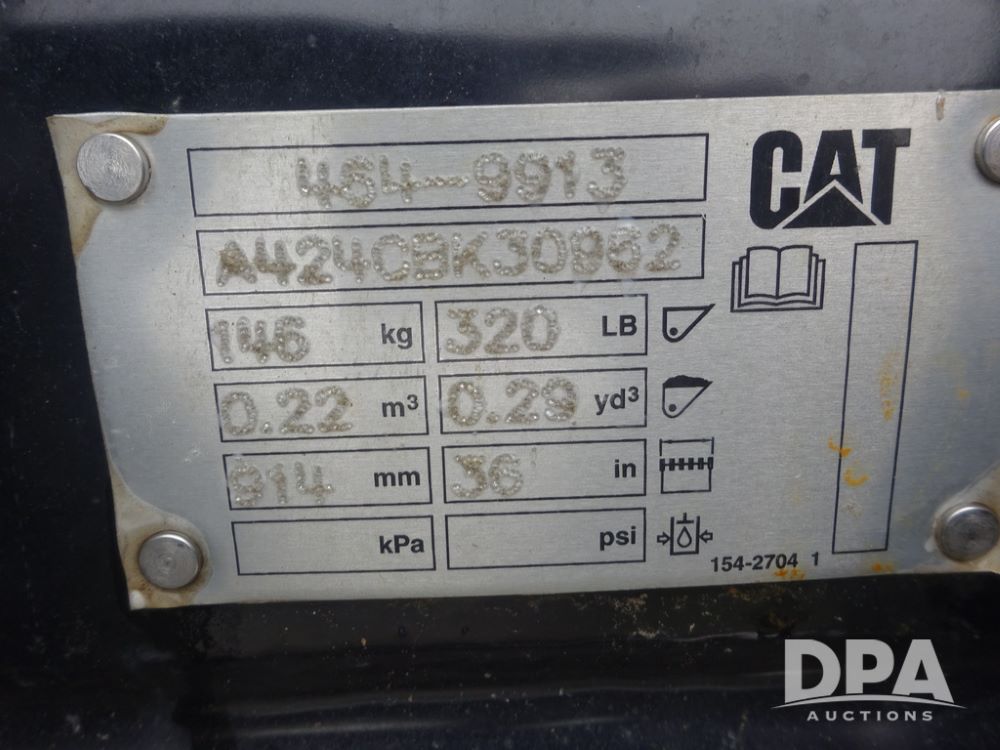 464-9913
CAT
A424CBK30862
146 kg 320 LB
0.22 m³ 0.29 yd³
914 mm 36 in
kPa psi
154-2704 1
DPA
AUCTIONS